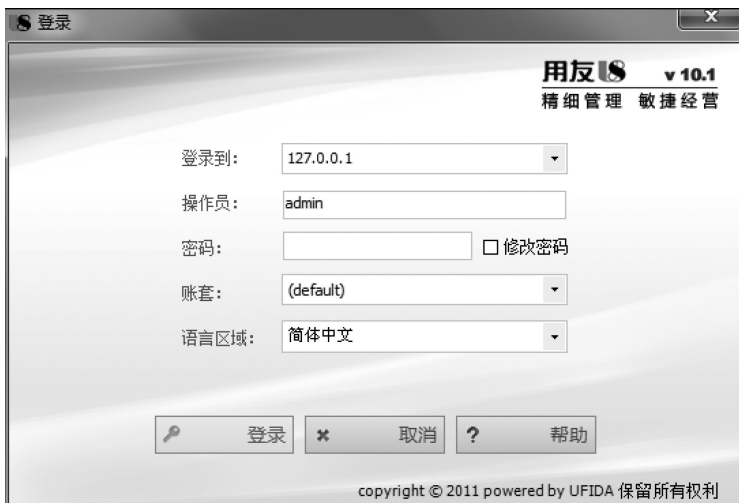 U8 登录
X
用友U8 v 10.1
精细管理 敏捷经营
登录到: 127.0.0.1
操作员: admin
密码: 修改密码
账套: (default)
语言区域: 简体中文
登录 取消 ? 帮助
copyright © 2011 powered by UFIDA 保留所有权利